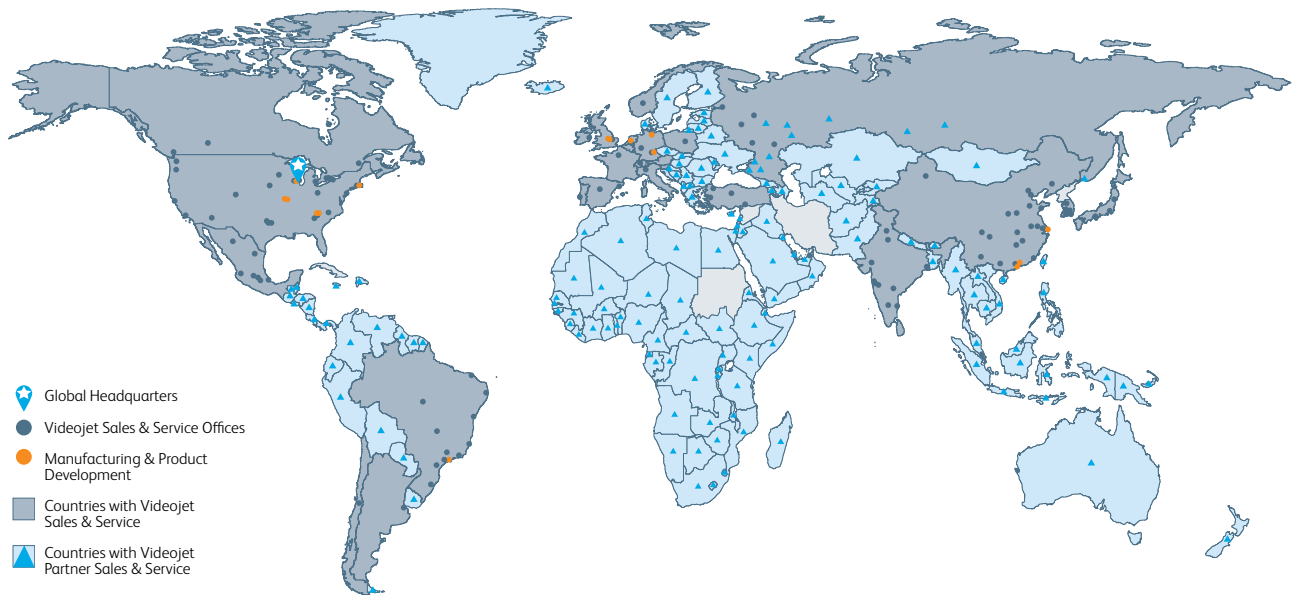 Global Headquarters
Videojet Sales & Service Offices
Manufacturing & Product
Development
Countries with Videojet
Sales & Service
Countries with Videojet
Partner Sales & Service